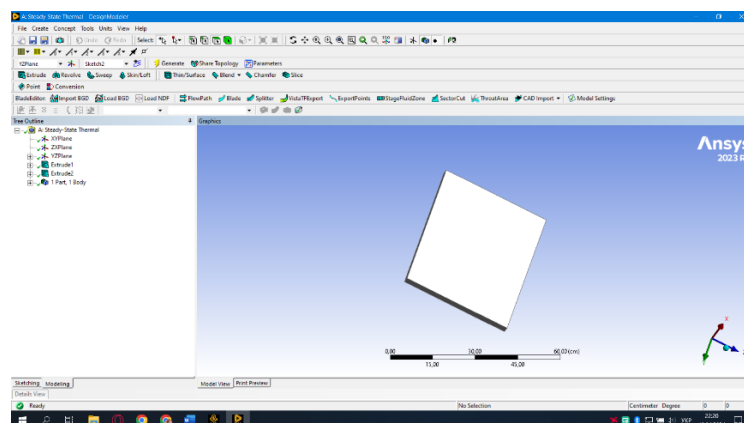 A: Steady-State Thermal - DesignModeler
File Create Concept Tools Units View Help
Undo Redo Select:
YZPlane Sketch2 Generate Share Topology Parameters
Extrude Revolve Sweep Skin/Loft Thin/Surface Blend Chamfer Slice
Point Conversion
BladeEditor: Import BGD Load BGD Load NDF FlowPath Blade Splitter VistaTFExport ExportPoints StageFluidZone SectorCut ThroatArea CAD Import Model Settings
Tree Outline
Graphics
A: Steady-State Thermal
XYPlane
ZXPlane
YZPlane
Extrude1
Extrude2
1 Part, 1 Body
Ansys
2023 R
X
0,00 30,00 60,00 (cm)
15,00 45,00
Sketching Modeling
Model View Print Preview
Details View
Ready No Selection Centimeter Degree 0 0
УКР 22:20